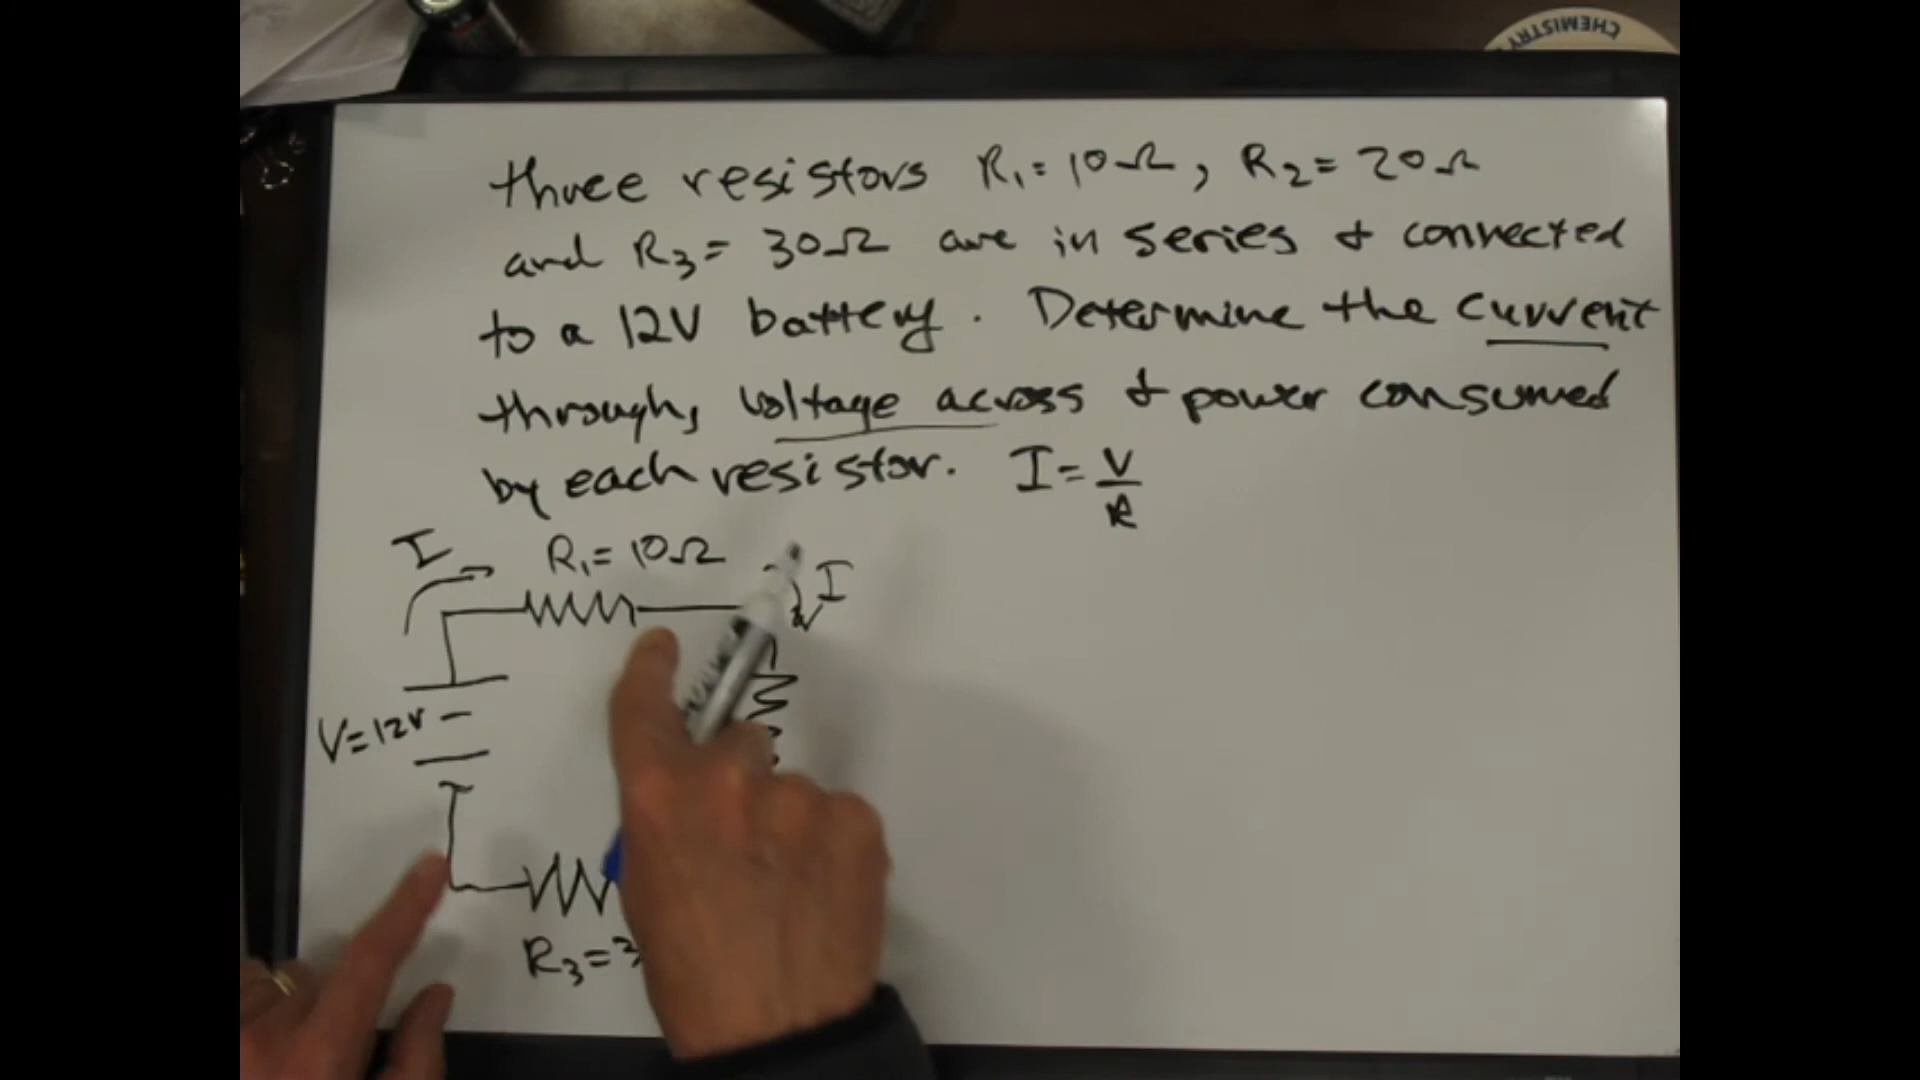 CHEMISTRY
three resistors R₁ = 10Ω, R₂ = 20Ω
and R₃ = 30Ω are in series & connected
to a 12V battery. Determine the current
through, voltage across & power consumed
by each resistor. I = V/R
I R₁ = 10Ω
I
V=12V
R₃=3